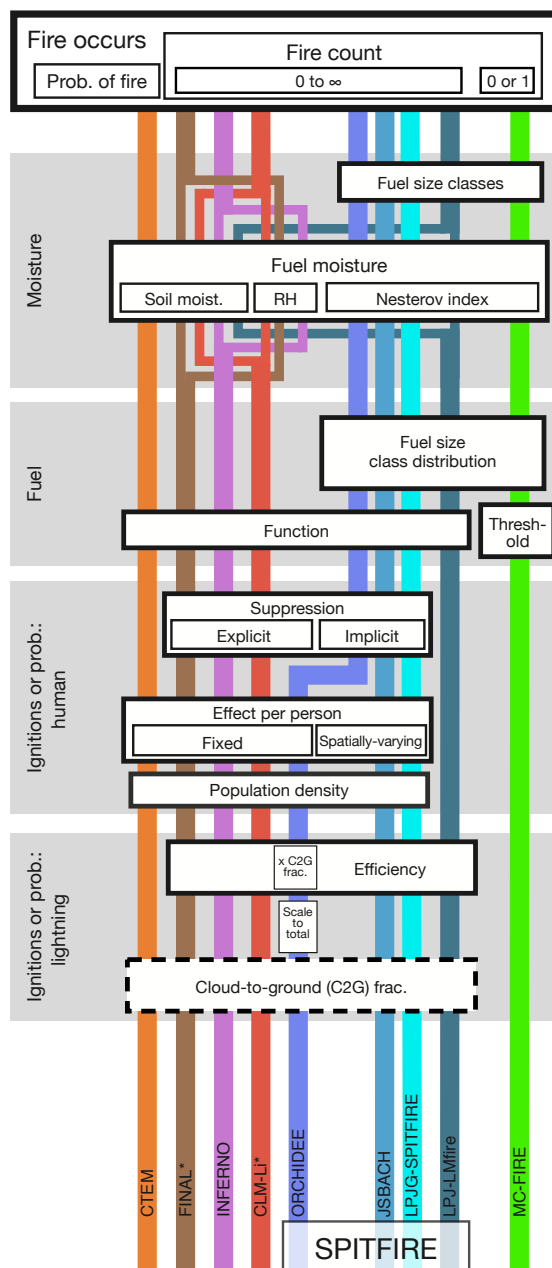 Fire occurs
Fire count
Prob. of fire
0 to ∞
0 or 1
Moisture
Fuel size classes
Fuel moisture
Soil moist.
RH
Nesterov index
Fuel
Fuel size
class distribution
Function
Thresh-
old
Ignitions or prob.:
human
Suppression
Explicit
Implicit
Effect per person
Fixed
Spatially-varying
Population density
Ignitions or prob.:
lightning
x C2G
frac.
Efficiency
Scale
to
total
Cloud-to-ground (C2G) frac.
CTEM
FINAL*
INFERNO
CLM-Li*
ORCHIDEE
JSBACH
LPJG-SPITFIRE
LPJ-LMfire
MC-FIRE
SPITFIRE